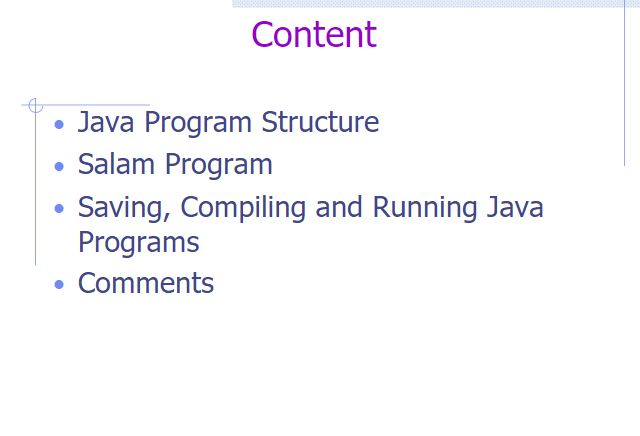 Content
• Java Program Structure
• Salam Program
• Saving, Compiling and Running Java
Programs
• Comments